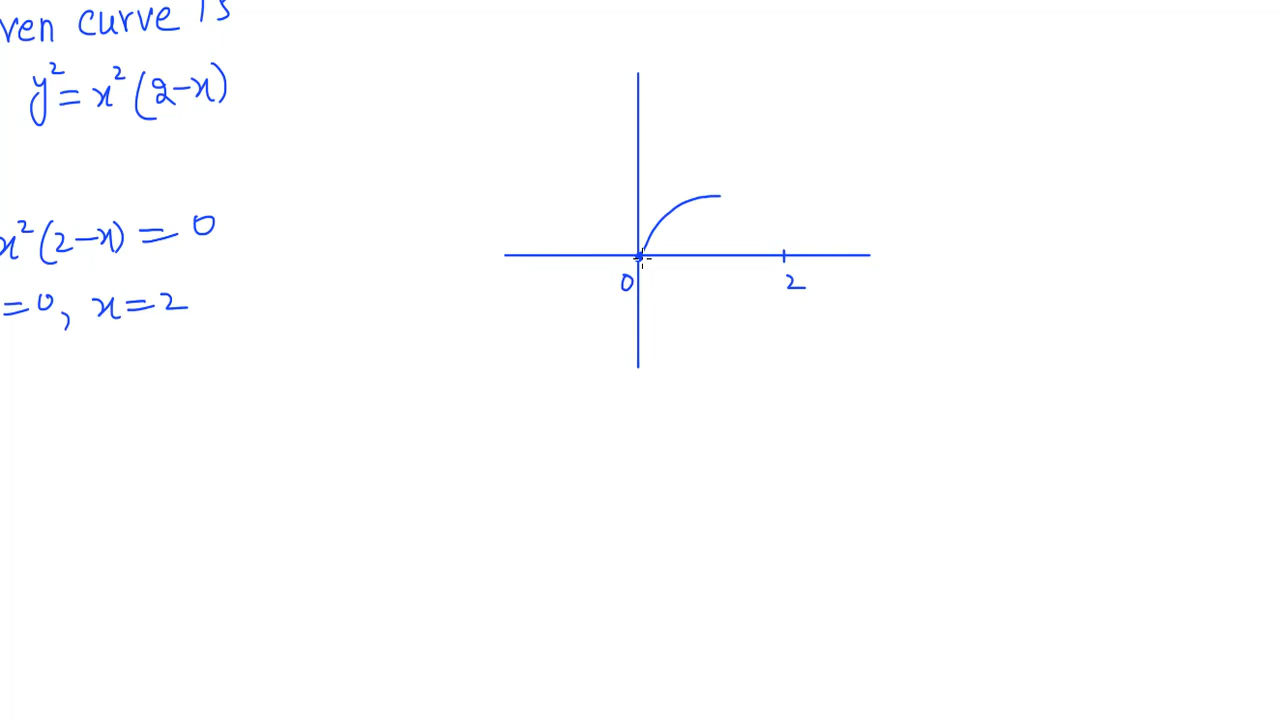 ven curve is
y² = x² (2-x)
x² (2-x) = 0
= 0, x = 2
0 2